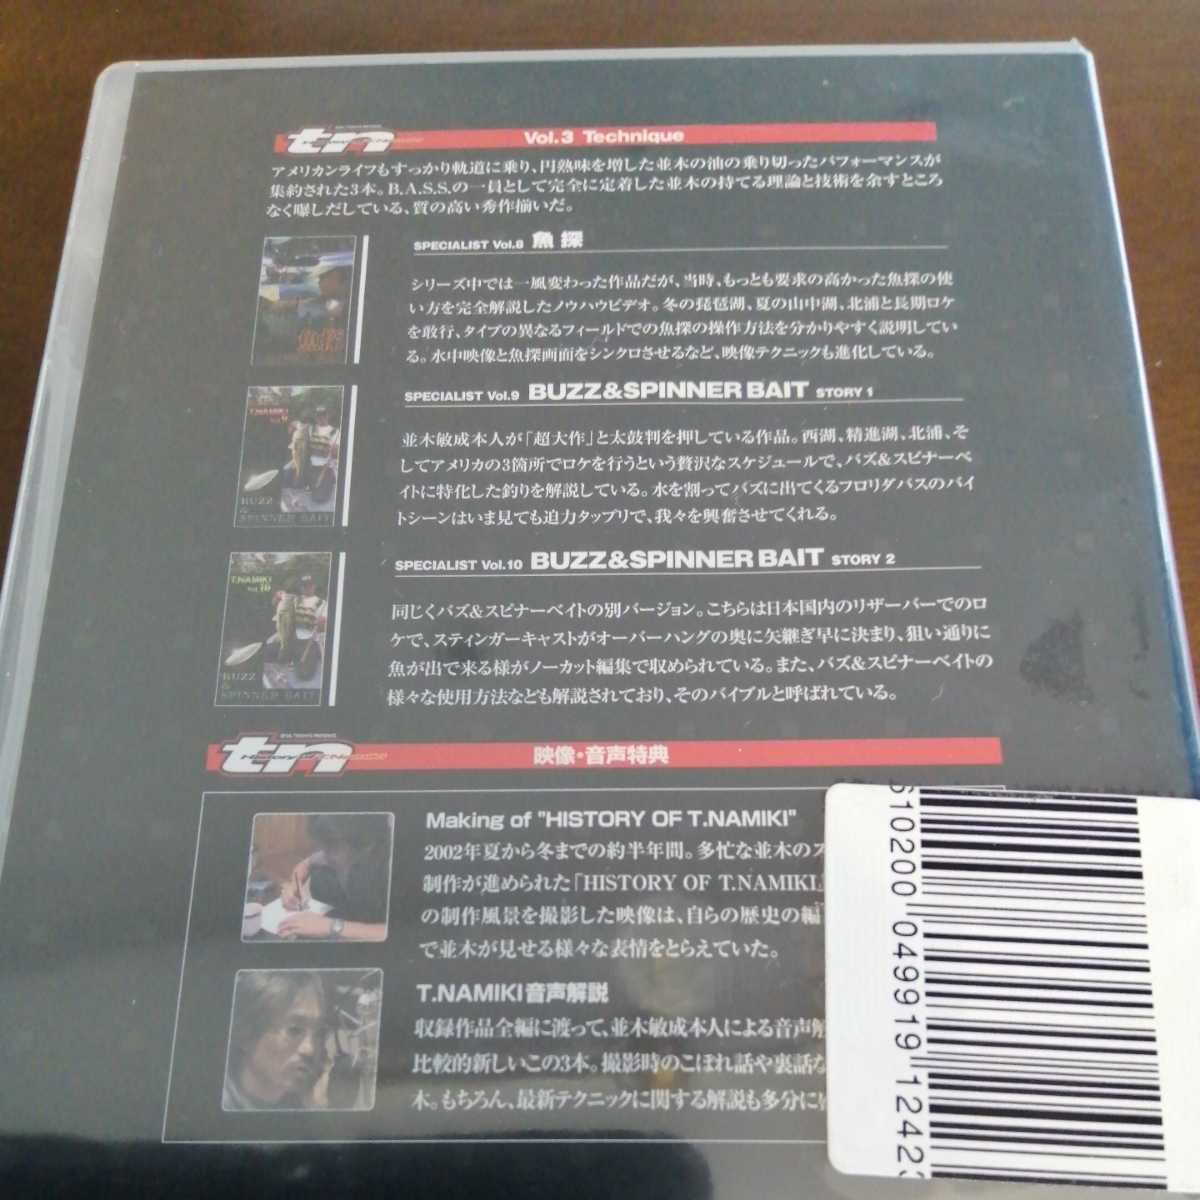 tn Vol.3 Technique
アメリカンライフもすっかり軌道に乗り、円熟味を増した並木の油の乗り切ったパフォーマンスが
集約された3本。B.A.S.S.の一員として完全に定着した並木の持てる理論と技術を余すところ
なく曝しだしている、質の高い秀作揃いだ。
SPECIALIST Vol.8 魚探
魚探
シリーズ中では一風変わった作品だが、当時、もっとも要求の高かった魚探の使
い方を完全解説したノウハウビデオ。冬の琵琶湖、夏の山中湖、北浦と長期ロケ
を敢行、タイプの異なるフィールドでの魚探の操作方法を分かりやすく説明してい
る。水中映像と魚探画面をシンクロさせるなど、映像テクニックも進化している。
SPECIALIST Vol.9 BUZZ&SPINNER BAIT STORY 1
T.NAMIKI
Vol.9
BUZZ
&
SPINNER BAIT
並木敏成本人が「超大作」と太鼓判を押している作品。西湖、精進湖、北浦、そ
してアメリカの3箇所でロケを行うという贅沢なスケジュールで、バズ&スピナーベ
イトに特化した釣りを解説している。水を割ってバズに出てくるフロリダバスのバイ
トシーンはいま見ても迫力タップリで、我々を興奮させてくれる。
SPECIALIST Vol.10 BUZZ&SPINNER BAIT STORY 2
T.NAMIKI
Vol.10
BUZZ
&
SPINNER BAIT
同じくバズ&スピナーベイトの別バージョン。こちらは日本国内のリザーバーでのロ
ケで、スティンガーキャストがオーバーハングの奥に矢継ぎ早に決まり、狙い通りに
魚が出て来る様がノーカット編集で収められている。また、バズ&スピナーベイトの
様々な使用方法なども解説されており、そのバイブルと呼ばれている。
tn History of T.Namiki 映像・音声特典
Making of "HISTORY OF T.NAMIKI"
2002年夏から冬までの約半年間。多忙な並木のス
制作が進められた「HISTORY OF T.NAMIKI」
の制作風景を撮影した映像は、自らの歴史の編
で並木が見せる様々な表情をとらえていた。
T.NAMIKI音声解説
収録作品全編に渡って、並木敏成本人による音声解
比較的新しいこの3本。撮影時のこぼれ話や裏話な
木。もちろん、最新テクニックに関する解説も多分に
610200 049919 12423